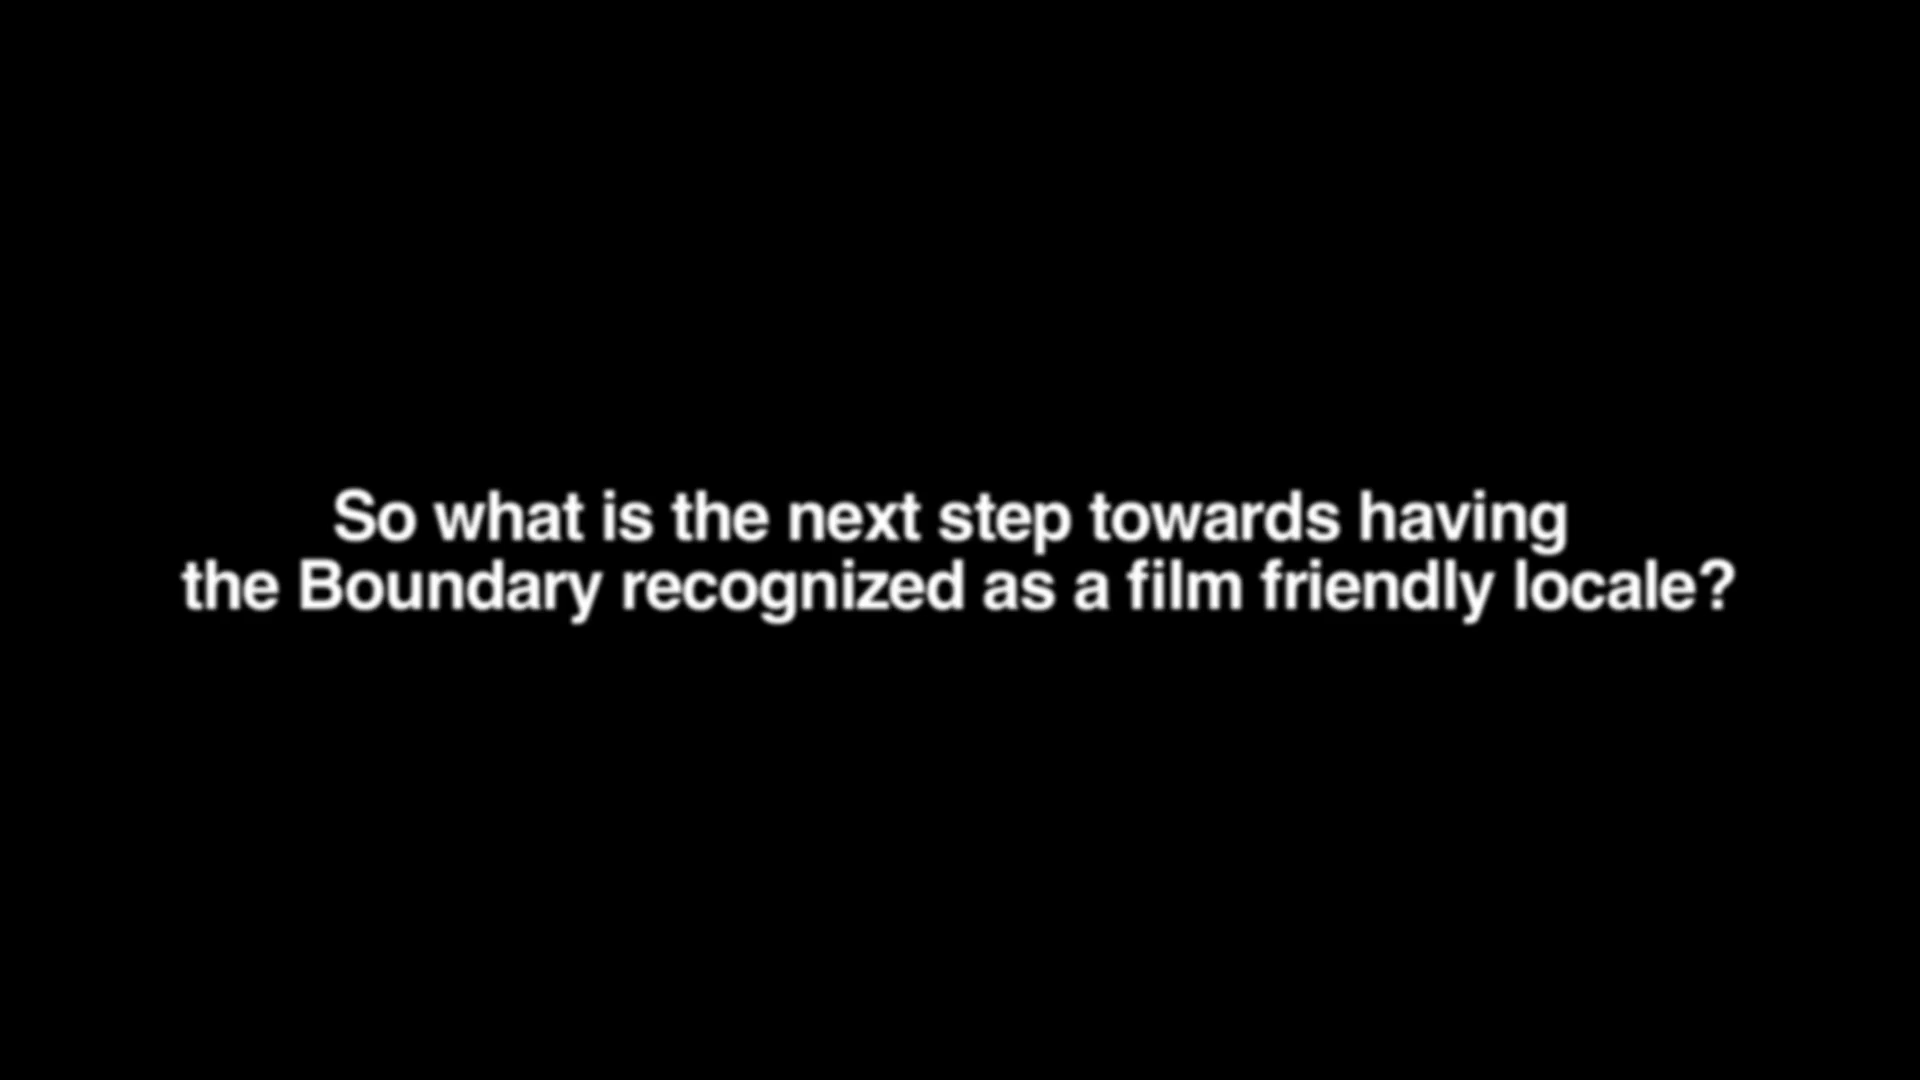 So what is the next step towards having
the Boundary recognized as a film friendly locale?